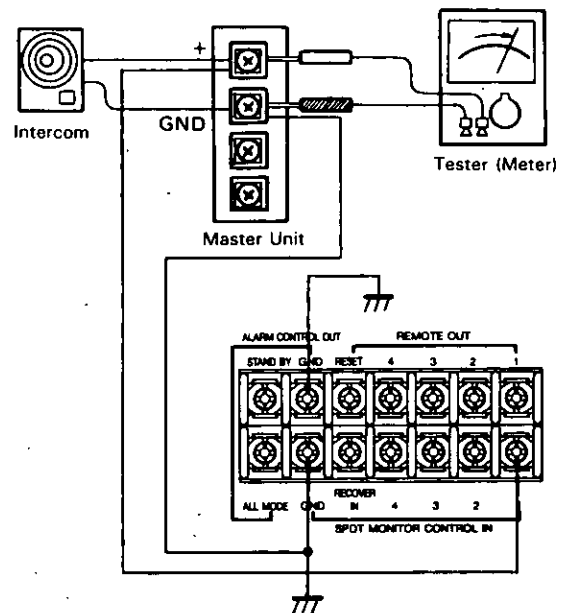 +
GND
Intercom
Tester (Meter)
Master Unit
ALARM CONTROL OUT
REMOTE OUT
STAND BY GND RESET 4 3 2 1
ALL MODE GND RECOVER IN 4 3 2
SPOT MONITOR CONTROL IN